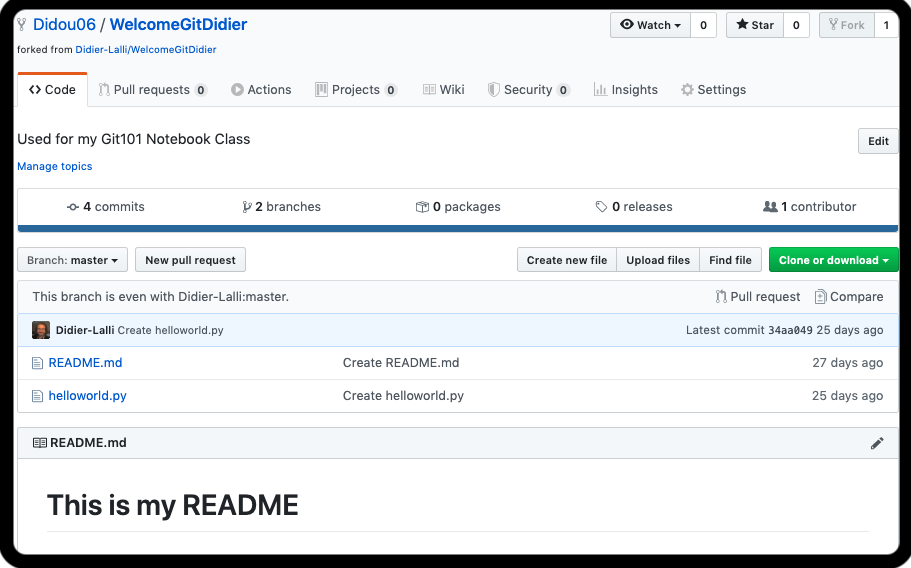 Didou06 / WelcomeGitDidier Watch 0 Star 0 Fork 1
forked from Didier-Lalli/WelcomeGitDidier
Code Pull requests 0 Actions Projects 0 Wiki Security 0 Insights Settings
Used for my Git101 Notebook Class Edit
Manage topics
4 commits 2 branches 0 packages 0 releases 1 contributor
Branch: master New pull request Create new file Upload files Find file Clone or download
This branch is even with Didier-Lalli:master. Pull request Compare
Didier-Lalli Create helloworld.py Latest commit 34aa049 25 days ago
README.md Create README.md 27 days ago
helloworld.py Create helloworld.py 25 days ago
README.md
This is my README